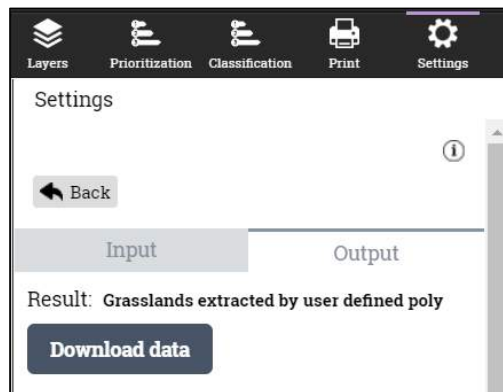 Layers Prioritization Classification Print Settings
Settings
Back
Input Output
Result: Grasslands extracted by user defined poly
Download data